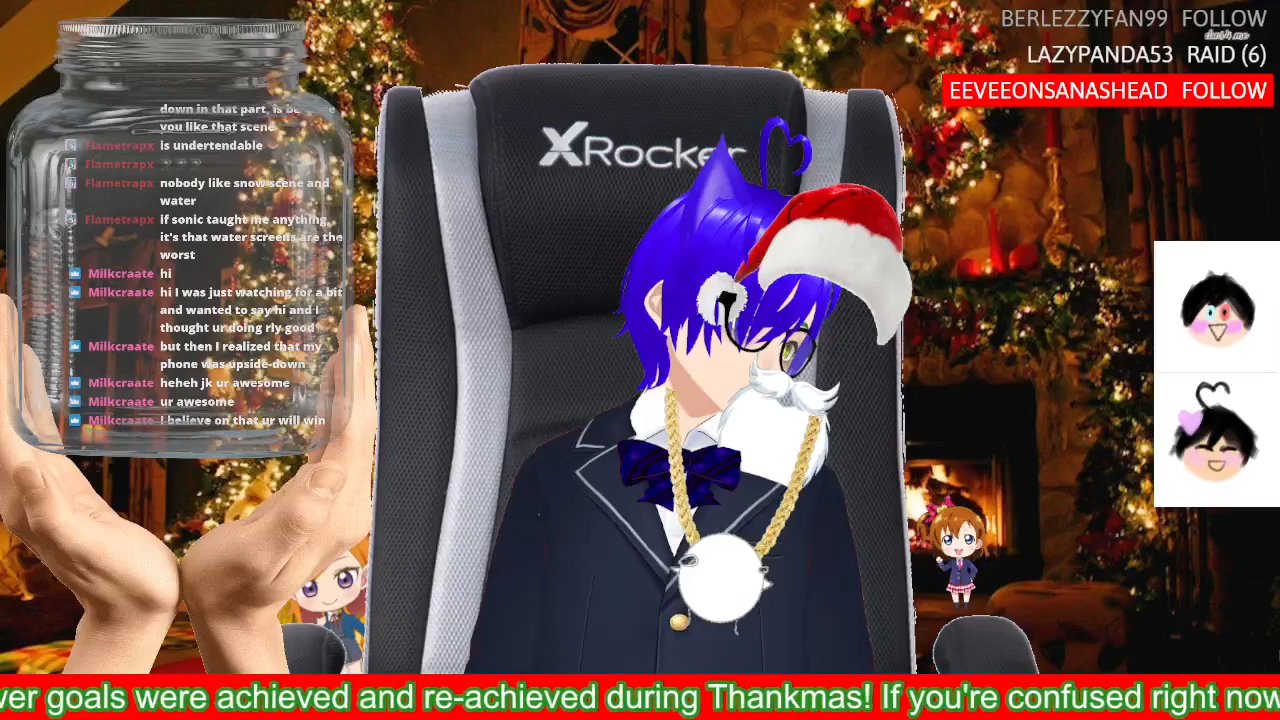 BERLEZZYFAN99 FOLLOW
LAZYPANDA53 RAID (6)
EEVEEONSANASHEAD FOLLOW
XRocker
down in that part, is
you like that scene
Flametrapx is undertendable
Flametrapx
Flametrapx nobody like snow scene and
water
Flametrapx if sonic taught me anything,
it's that water screens are the
worst
Milkcraate hi
Milkcraate hi I was just watching for a bit
and wanted to say hi and I
thought ur doing rly good
Milkcraate but then I realized that my
phone was upside-down
Milkcraate heheh jk ur awesome
Milkcraate ur awesome
Milkcraate I believe on that ur will win
ver goals were achieved and re-achieved during Thankmas! If you're confused right now